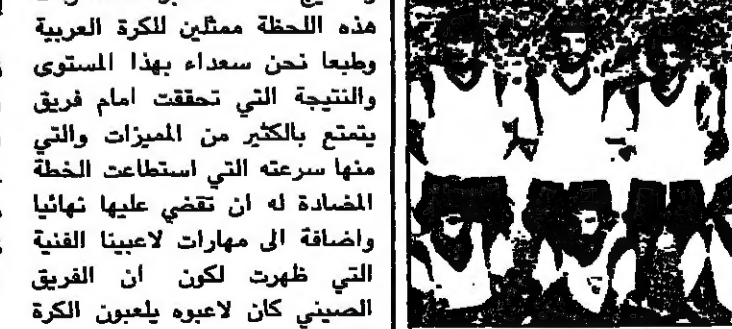 هذه اللحظة ممثلين للكرة العربية
وطبعا نحن سعداء بهذا المستوى
والنتيجة التي تحققت امام فريق
يتمتع بالكثير من المميزات والتي
منها سرعته التي استطاعت الخطة
المضادة له ان تقضي عليها نهائيا
واضافة الى مهارات لاعبينا الفنية
التي ظهرت لكون ان الفريق
الصيني كان لاعبوه يلعبون الكرة